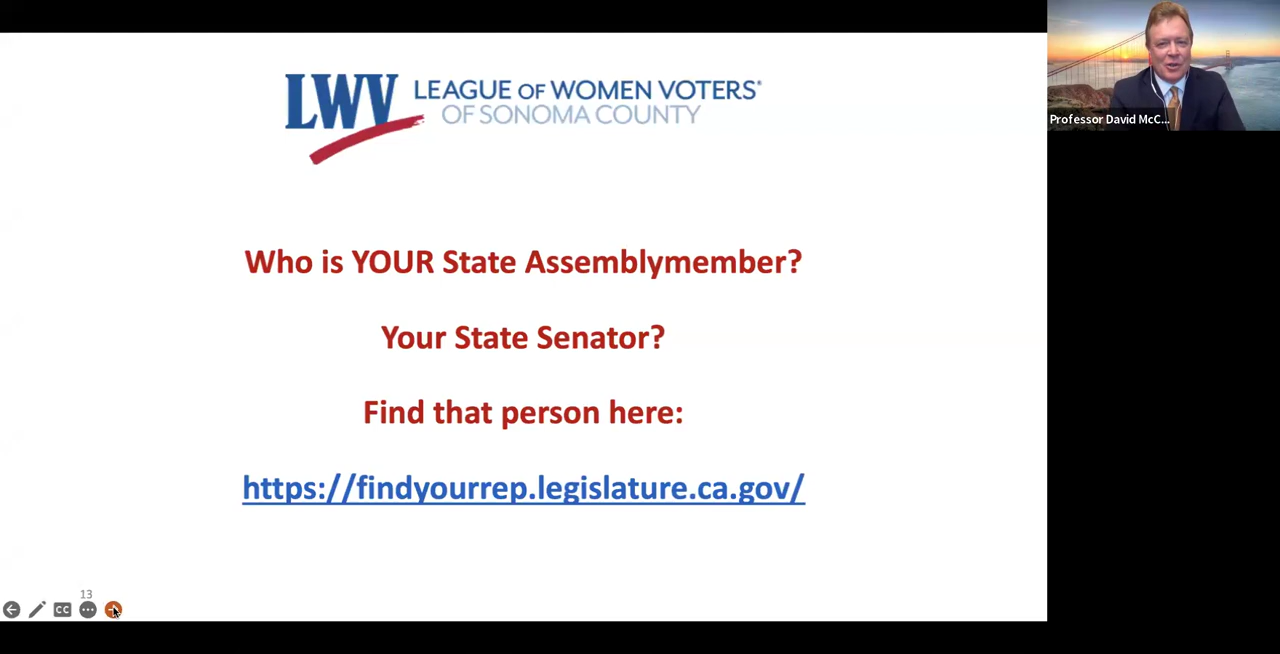 LWV LEAGUE OF WOMEN VOTERS®
OF SONOMA COUNTY
Who is YOUR State Assemblymember?
Your State Senator?
Find that person here:
https://findyourrep.legislature.ca.gov/
13
CC
Professor David McC...